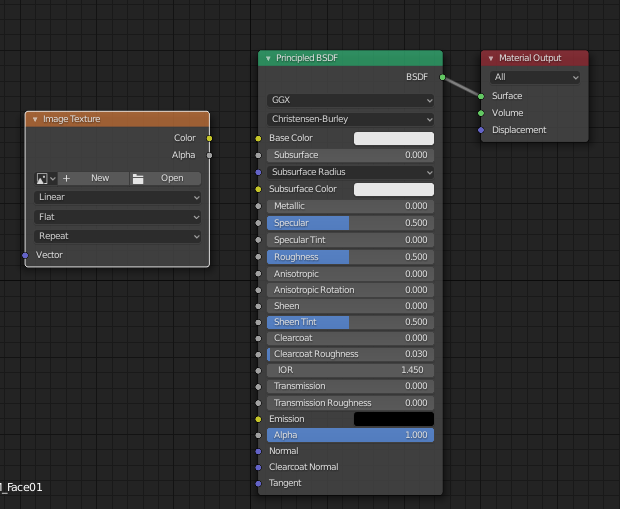 Image Texture
Color
Alpha
New
Open
Linear
Flat
Repeat
Vector
Principled BSDF
BSDF
GGX
Christensen-Burley
Base Color
Subsurface 0.000
Subsurface Radius
Subsurface Color
Metallic 0.000
Specular 0.500
Specular Tint 0.000
Roughness 0.500
Anisotropic 0.000
Anisotropic Rotation 0.000
Sheen 0.000
Sheen Tint 0.500
Clearcoat 0.000
Clearcoat Roughness 0.030
IOR 1.450
Transmission 0.000
Transmission Roughness 0.000
Emission
Alpha 1.000
Normal
Clearcoat Normal
Tangent
Material Output
All
Surface
Volume
Displacement
_Face01